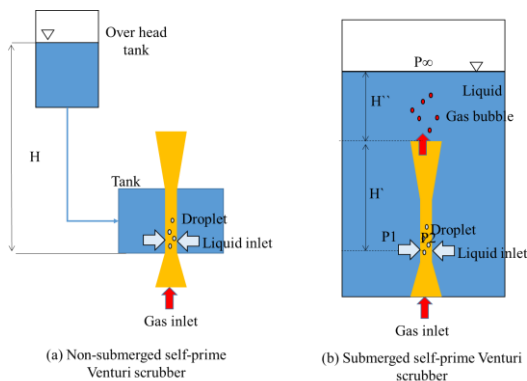 Over head
tank
H
Tank
Droplet
Liquid inlet
Gas inlet
(a) Non-submerged self-prime
Venturi scrubber
P∞
Liquid
H``
Gas bubble
H`
Droplet
P1
P2
Liquid inlet
Gas inlet
(b) Submerged self-prime Venturi
scrubber